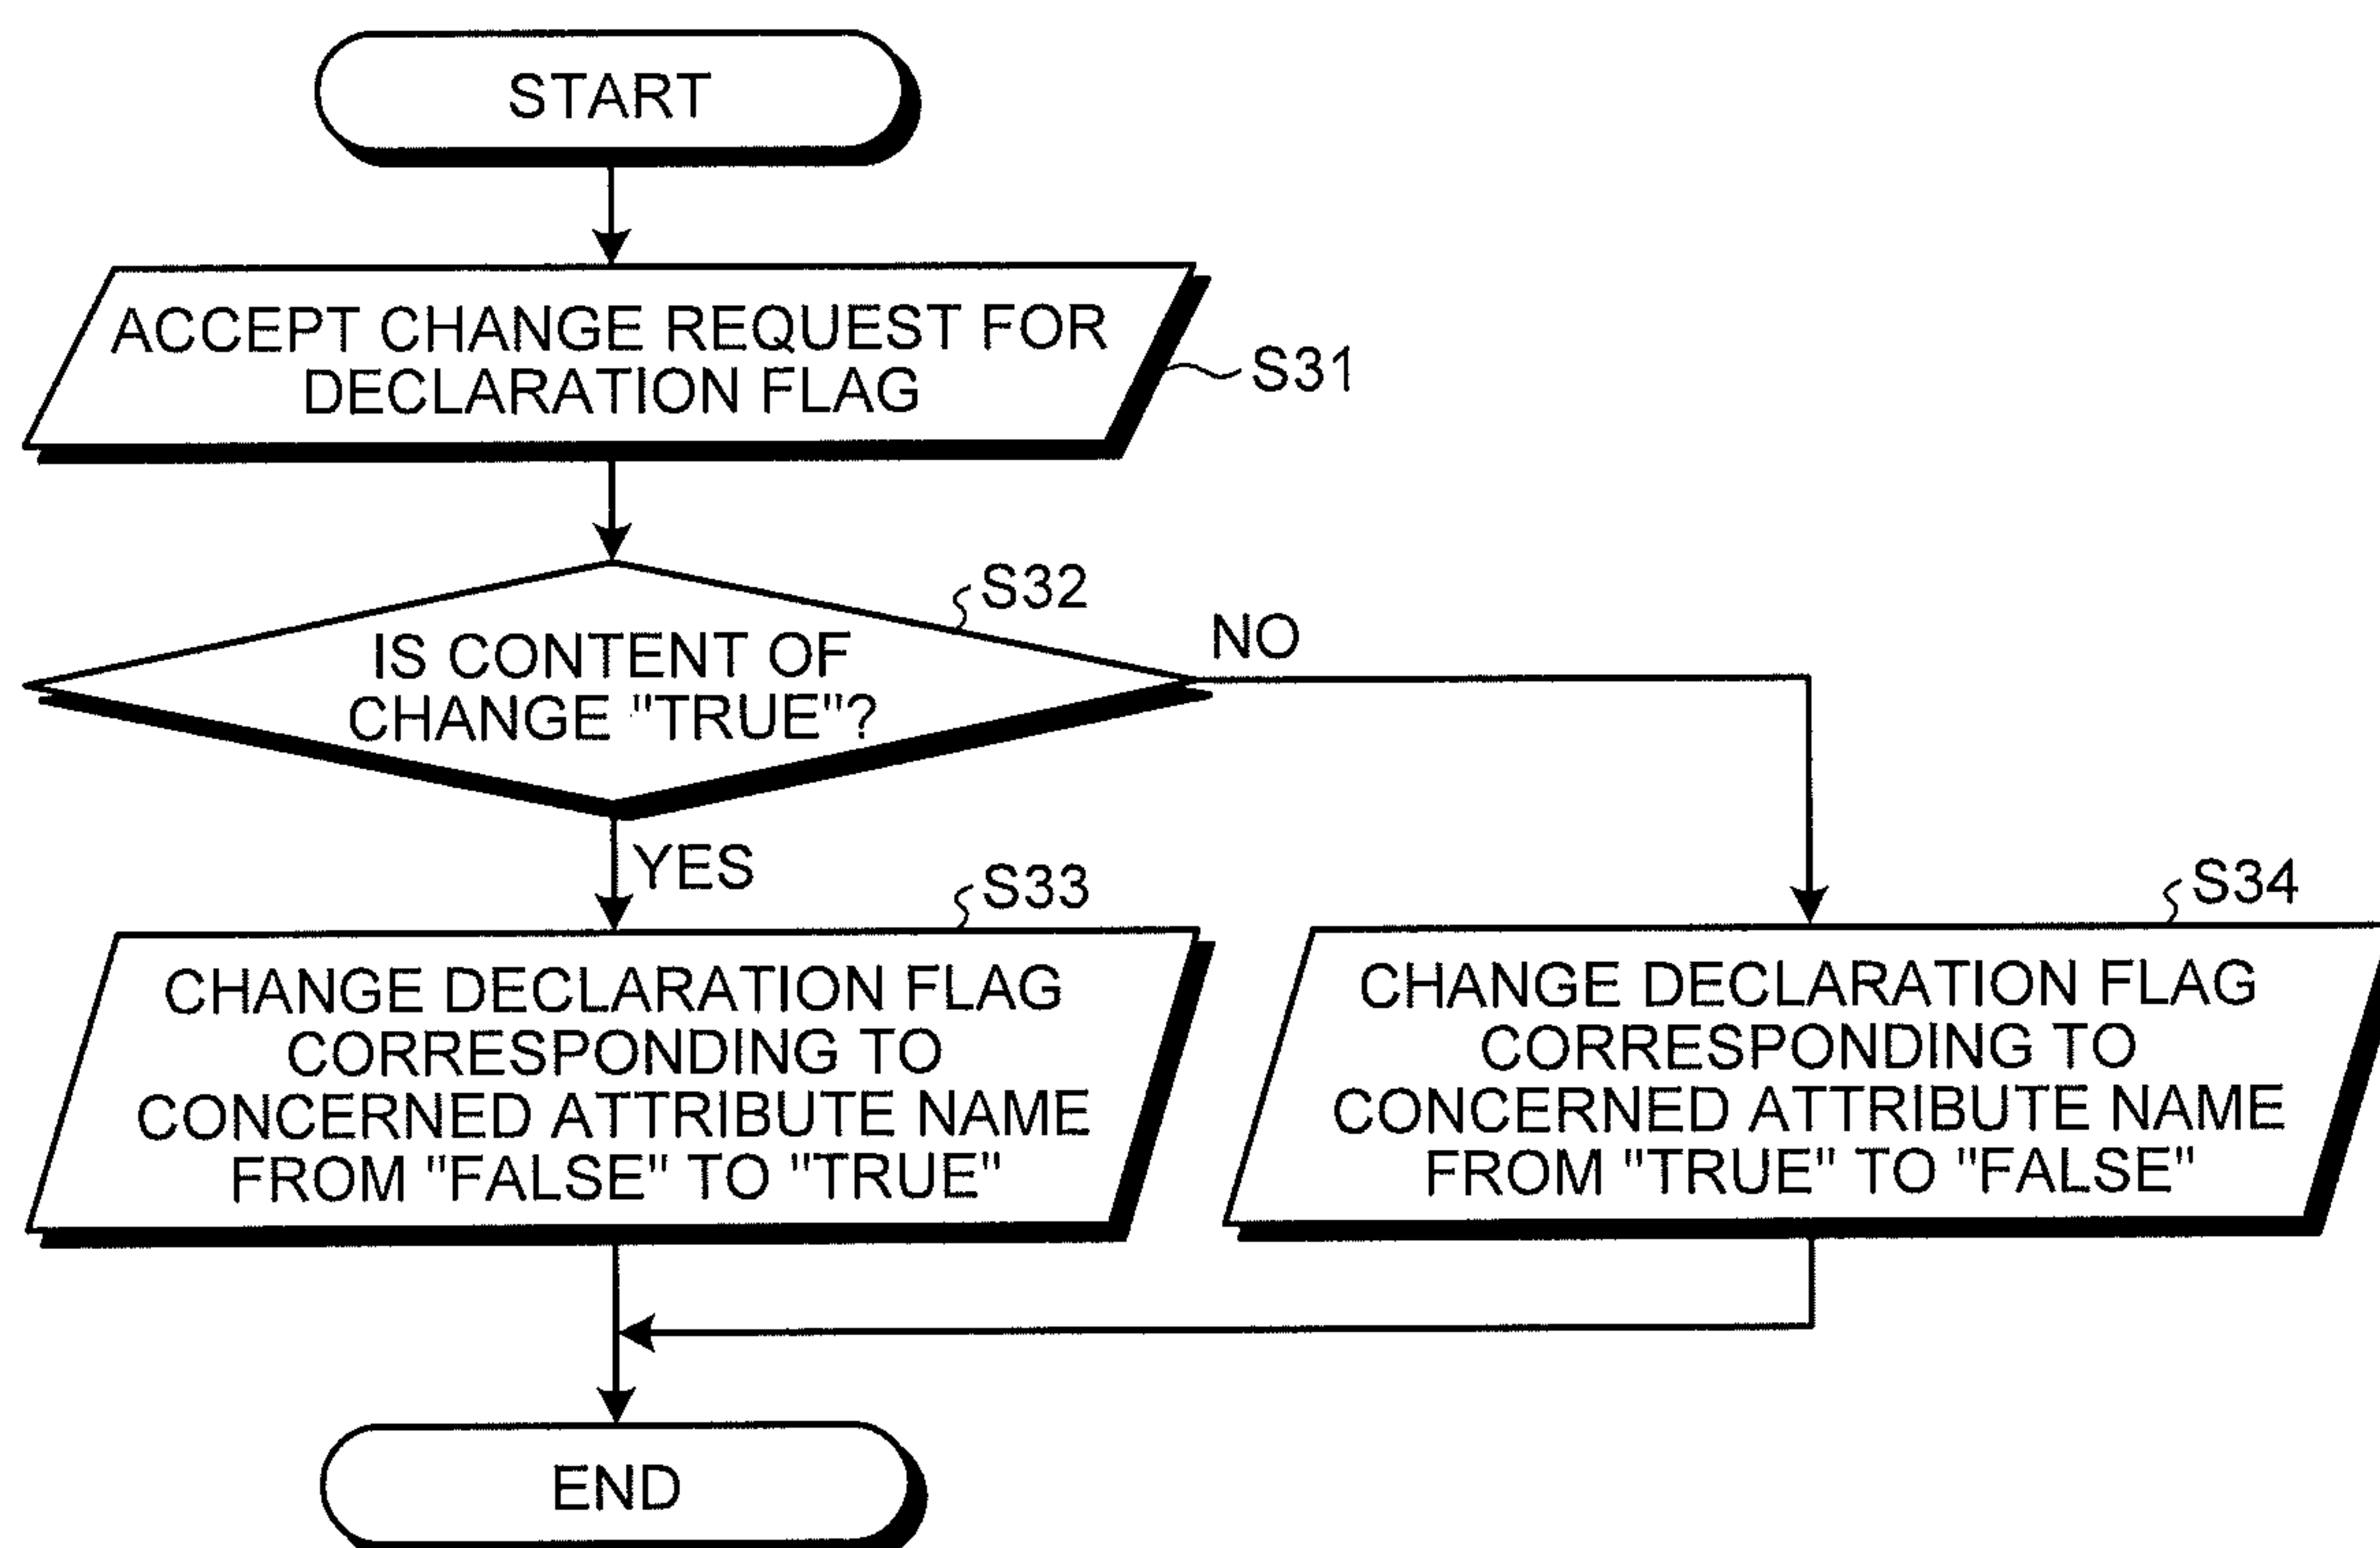 START
ACCEPT CHANGE REQUEST FOR
DECLARATION FLAG
S31
S32
IS CONTENT OF
CHANGE "TRUE"?
NO
YES
S33
CHANGE DECLARATION FLAG
CORRESPONDING TO
CONCERNED ATTRIBUTE NAME
FROM "FALSE" TO "TRUE"
S34
CHANGE DECLARATION FLAG
CORRESPONDING TO
CONCERNED ATTRIBUTE NAME
FROM "TRUE" TO "FALSE"
END